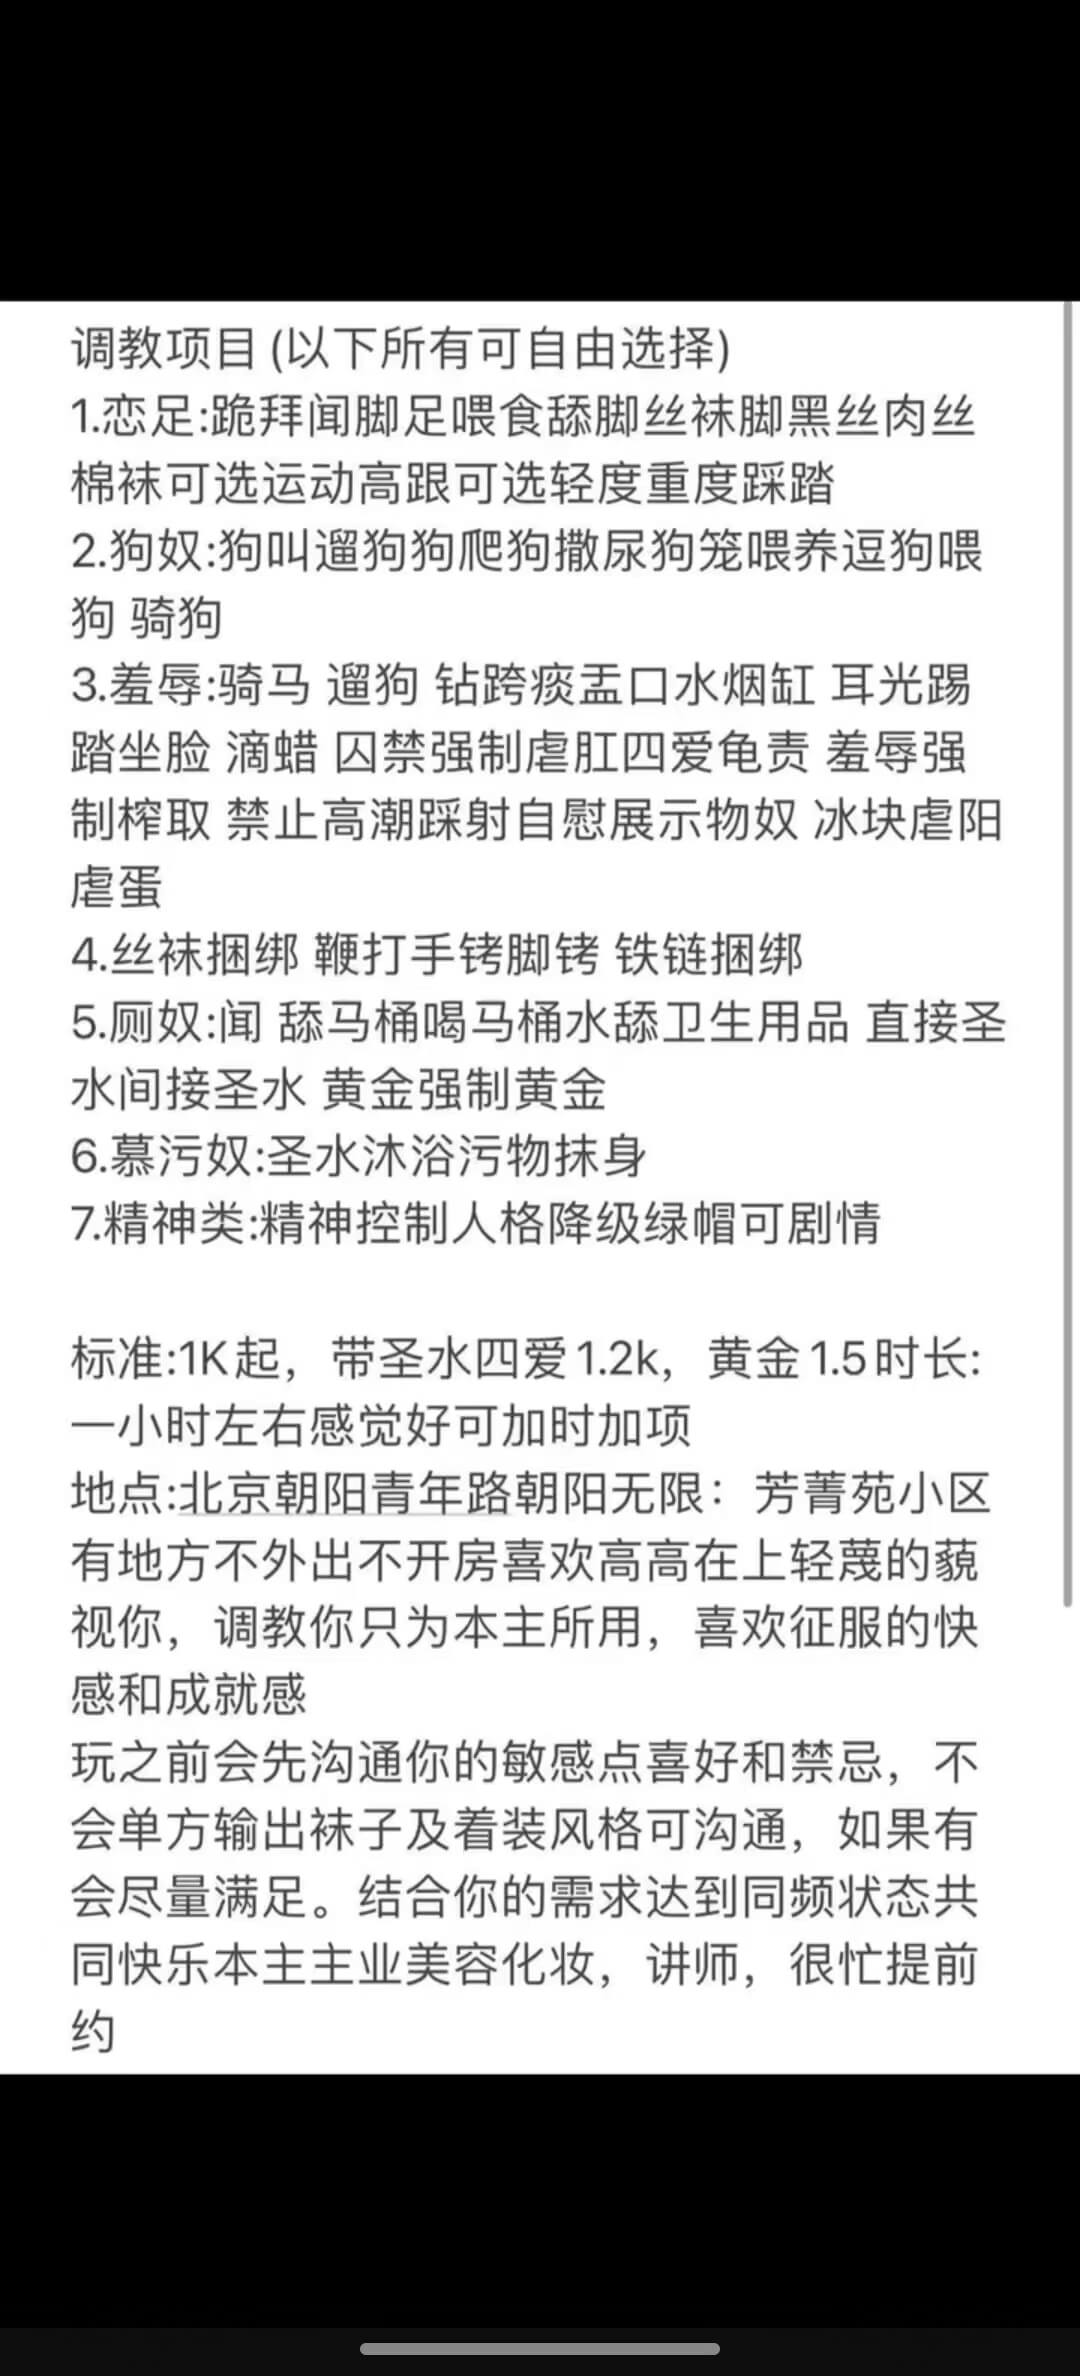 调教项目 (以下所有可自由选择)
1.恋足:跪拜闻脚足喂食舔脚丝袜脚黑丝肉丝
棉袜可选运动高跟可选轻度重度踩踏
2.狗奴:狗叫遛狗狗爬狗撒尿狗笼喂养逗狗喂
狗 骑狗
3.羞辱:骑马 遛狗 钻跨痰盂口水烟缸 耳光踢
踏坐脸 滴蜡 囚禁强制虐肛四爱龟责 羞辱强
制榨取 禁止高潮踩射自慰展示物奴 冰块虐阳
虐蛋
4.丝袜捆绑 鞭打手铐脚铐 铁链捆绑
5.厕奴:闻 舔马桶喝马桶水舔卫生用品 直接圣
水间接圣水 黄金强制黄金
6.慕污奴:圣水沐浴污物抹身
7.精神类:精神控制人格降级绿帽可剧情
标准:1K起，带圣水四爱1.2k，黄金1.5时长:
一小时左右感觉好可加时加项
地点:北京朝阳青年路朝阳无限：芳菁苑小区
有地方不外出不开房喜欢高高在上轻蔑的藐
视你，调教你只为本主所用，喜欢征服的快
感和成就感
玩之前会先沟通你的敏感点喜好和禁忌，不
会单方输出袜子及着装风格可沟通，如果有
会尽量满足。结合你的需求达到同频状态共
同快乐本主主业美容化妆，讲师，很忙提前
约